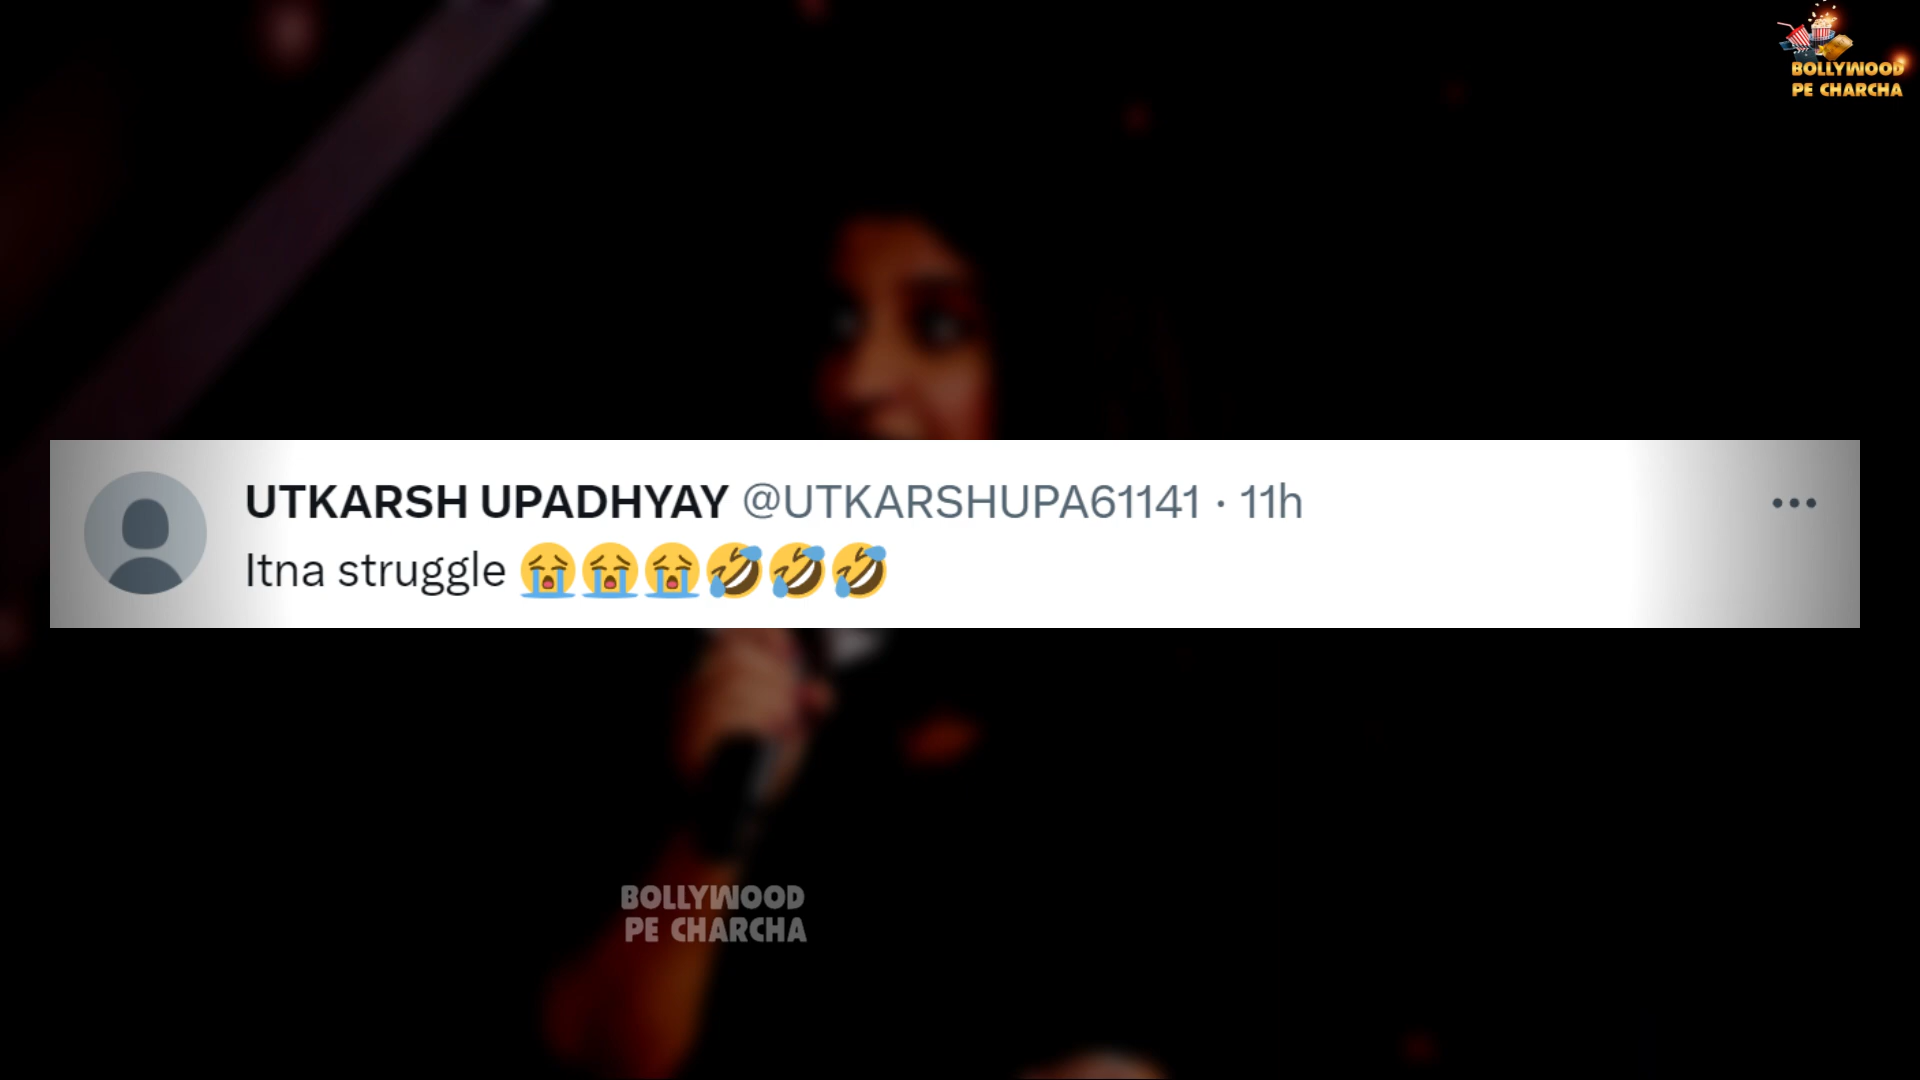 BOLLYWOOD
PE CHARCHA
UTKARSH UPADHYAY @UTKARSHUPA61141 · 11h
Itna struggle 😭😭😭🤣🤣🤣
BOLLYWOOD
PE CHARCHA